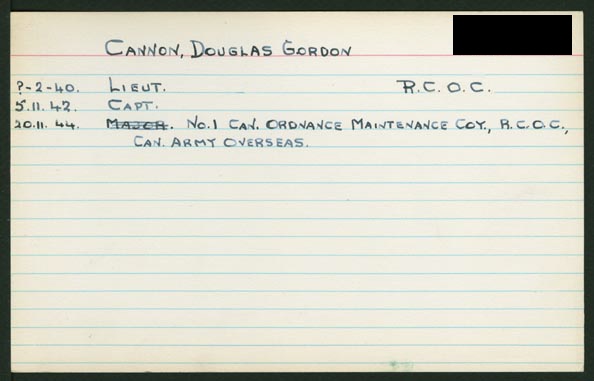 CANNON, DOUGLAS GORDON
?-2-40. LIEUT. R.C.O.C.
5.11.42. CAPT.
20.11.44. MAJOR. NO.1 CAN. ORDNANCE MAINTENANCE COY., R.C.O.C.,
CAN. ARMY OVERSEAS.